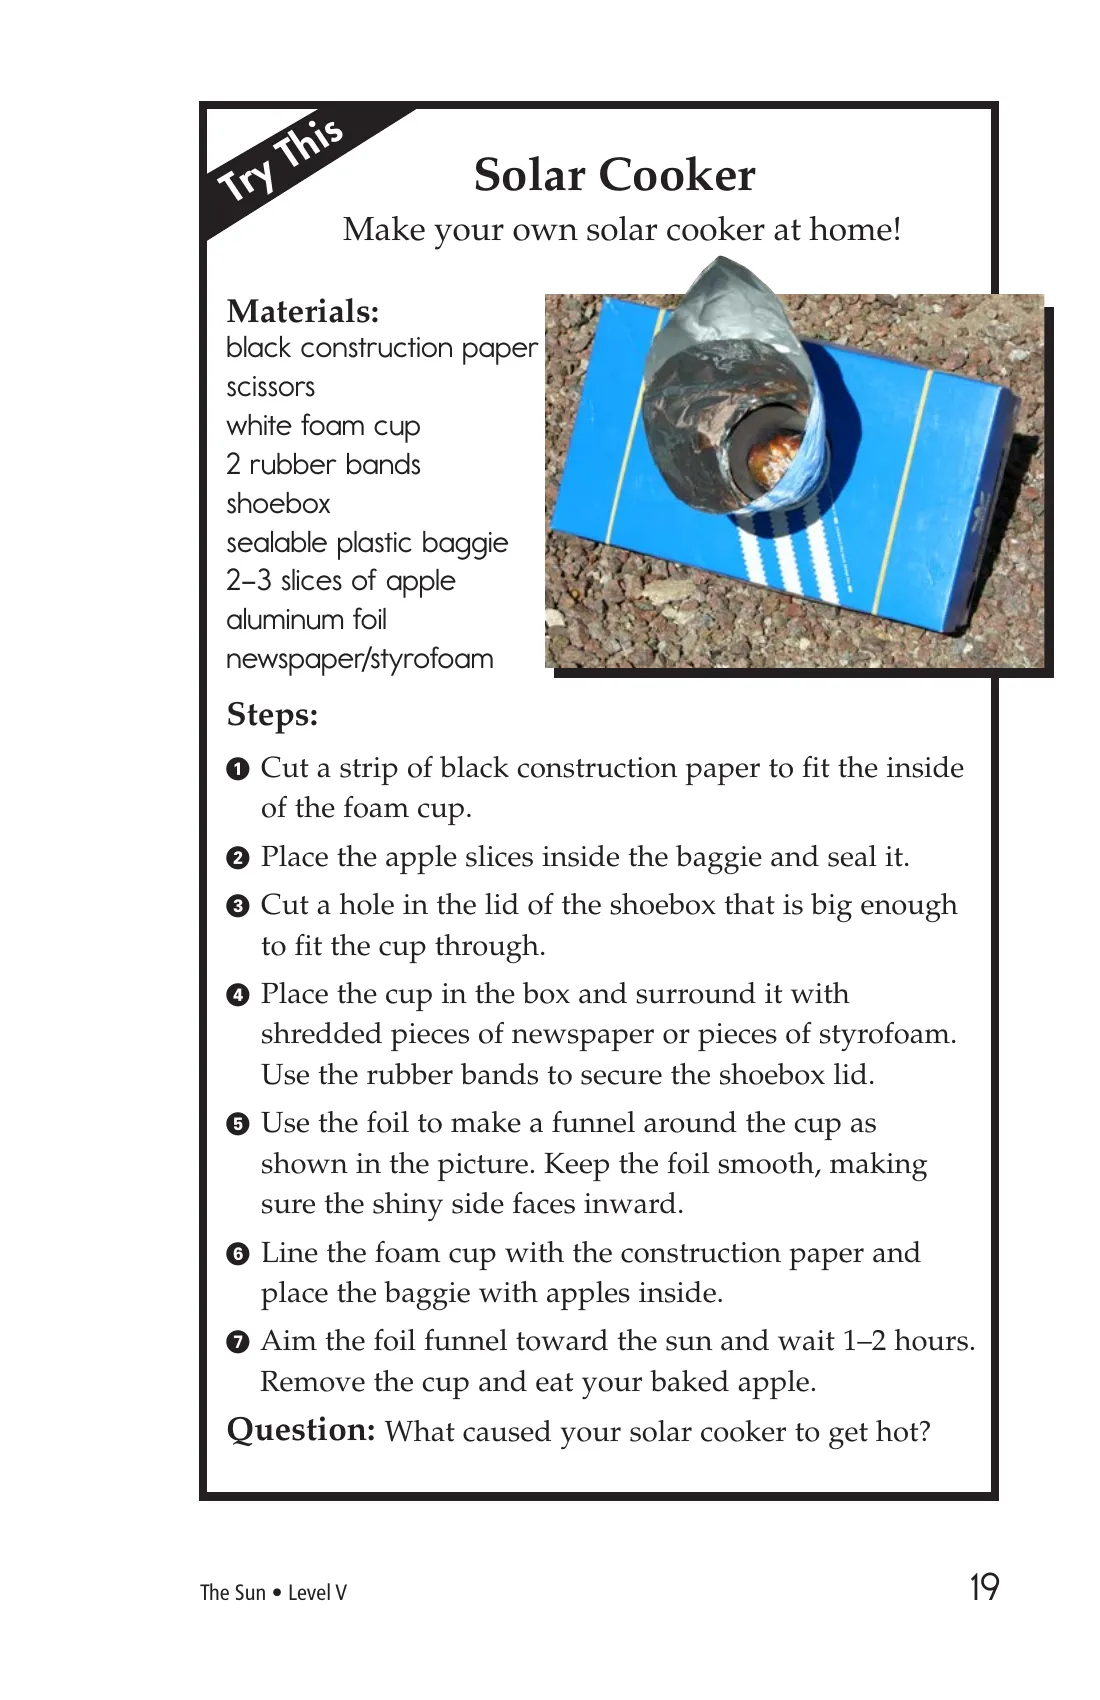 Try This
Solar Cooker
Make your own solar cooker at home!
Materials:
black construction paper
scissors
white foam cup
2 rubber bands
shoebox
sealable plastic baggie
2–3 slices of apple
aluminum foil
newspaper/styrofoam
Steps:
1 Cut a strip of black construction paper to fit the inside
of the foam cup.
2 Place the apple slices inside the baggie and seal it.
3 Cut a hole in the lid of the shoebox that is big enough
to fit the cup through.
4 Place the cup in the box and surround it with
shredded pieces of newspaper or pieces of styrofoam.
Use the rubber bands to secure the shoebox lid.
5 Use the foil to make a funnel around the cup as
shown in the picture. Keep the foil smooth, making
sure the shiny side faces inward.
6 Line the foam cup with the construction paper and
place the baggie with apples inside.
7 Aim the foil funnel toward the sun and wait 1–2 hours.
Remove the cup and eat your baked apple.
Question: What caused your solar cooker to get hot?
The Sun • Level V
19